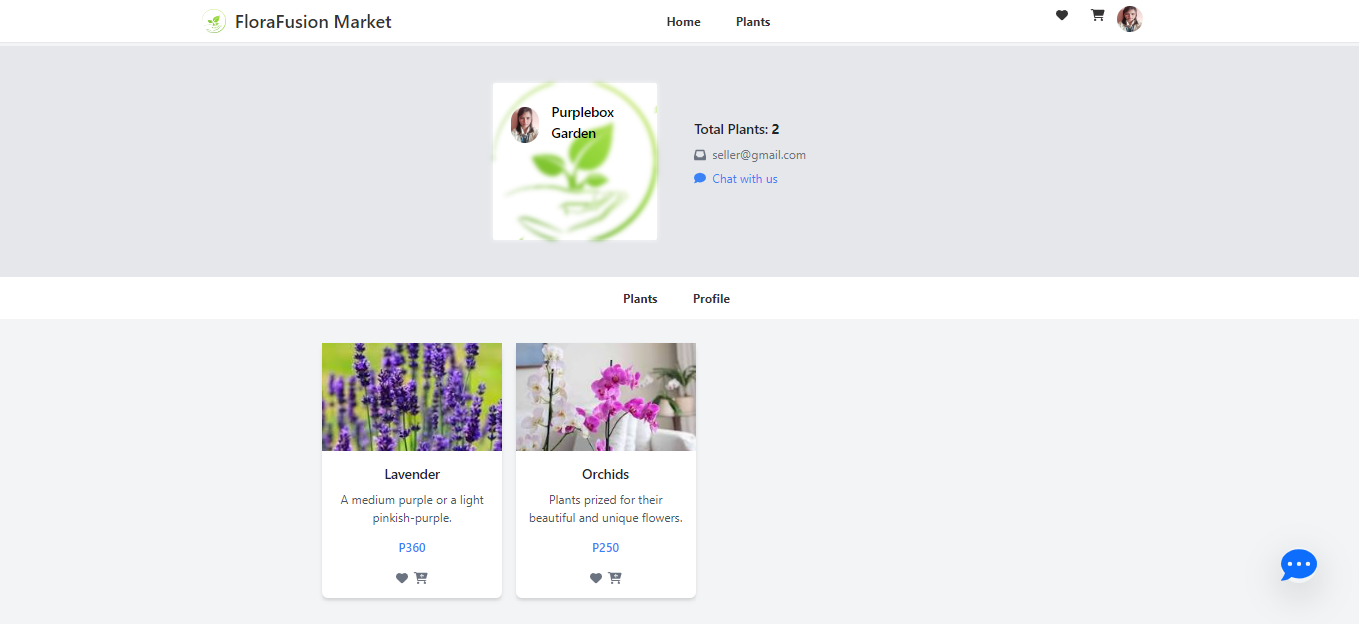 FloraFusion Market
Home
Plants
Purplebox
Garden
Total Plants: 2
seller@gmail.com
Chat with us
Plants
Profile
Lavender
A medium purple or a light
pinkish-purple.
P360
Orchids
Plants prized for their
beautiful and unique flowers.
P250